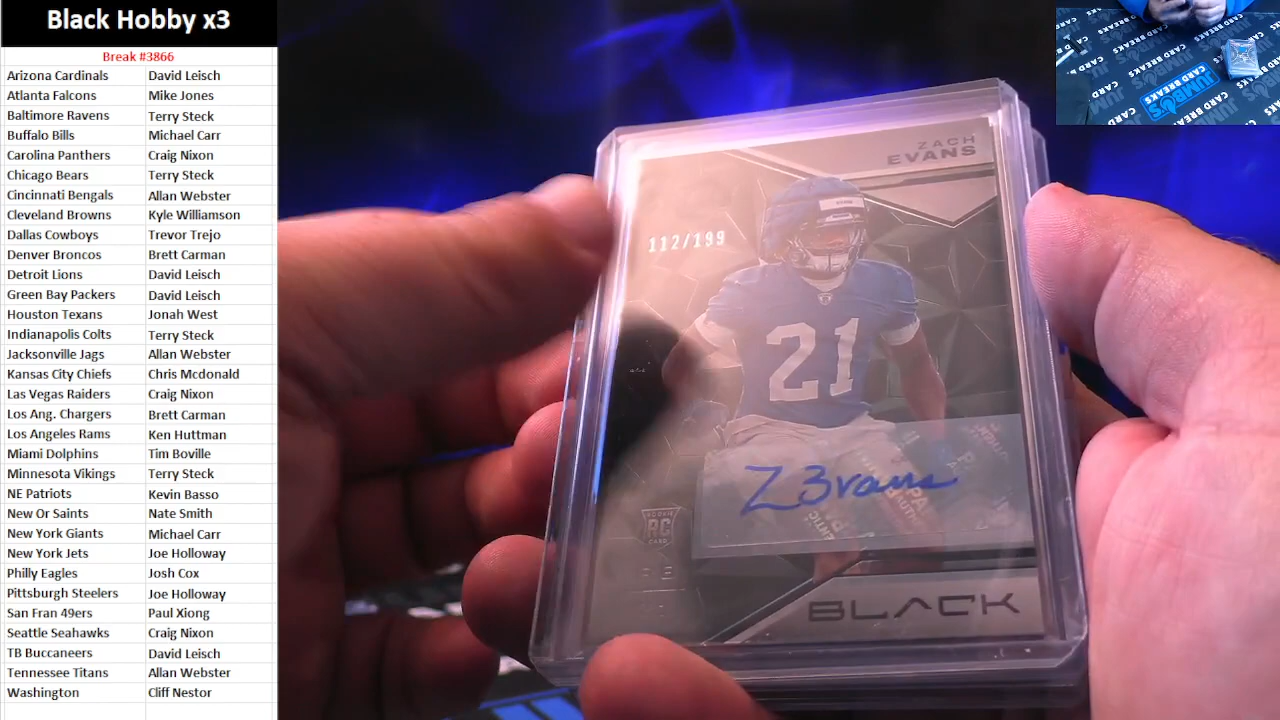 Black Hobby x3
Break #3866
Arizona Cardinals David Leisch
Atlanta Falcons Mike Jones
Baltimore Ravens Terry Steck
Buffalo Bills Michael Carr
Carolina Panthers Craig Nixon
Chicago Bears Terry Steck
Cincinnati Bengals Allan Webster
Cleveland Browns Kyle Williamson
Dallas Cowboys Trevor Trejo
Denver Broncos Brett Carman
Detroit Lions David Leisch
Green Bay Packers David Leisch
Houston Texans Jonah West
Indianapolis Colts Terry Steck
Jacksonville Jags Allan Webster
Kansas City Chiefs Chris Mcdonald
Las Vegas Raiders Craig Nixon
Los Ang. Chargers Brett Carman
Los Angeles Rams Ken Huttman
Miami Dolphins Tim Boville
Minnesota Vikings Terry Steck
NE Patriots Kevin Basso
New Or Saints Nate Smith
New York Giants Michael Carr
New York Jets Joe Holloway
Philly Eagles Josh Cox
Pittsburgh Steelers Joe Holloway
San Fran 49ers Paul Xiong
Seattle Seahawks Craig Nixon
TB Buccaneers David Leisch
Tennessee Titans Allan Webster
Washington Cliff Nestor
ZACH
EVANS
112/199
21
Z Evans
ROOKIE
RC
CARD
BLACK
JUMBO'S
CARD BREAKS